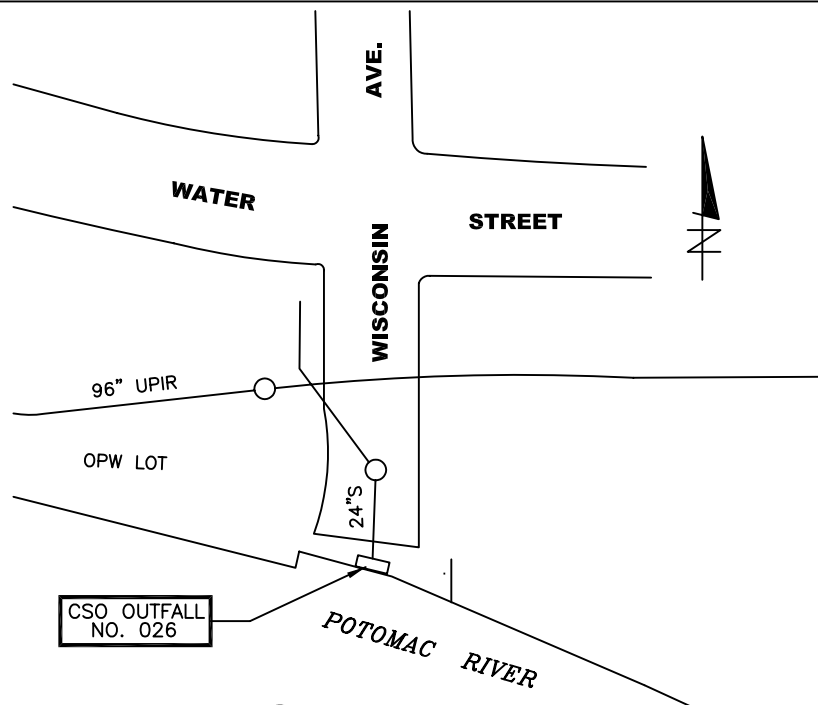 AVE.
WATER
STREET
WISCONSIN
N
96" UPIR
OPW LOT
24"S
CSO OUTFALL
NO. 026
POTOMAC RIVER